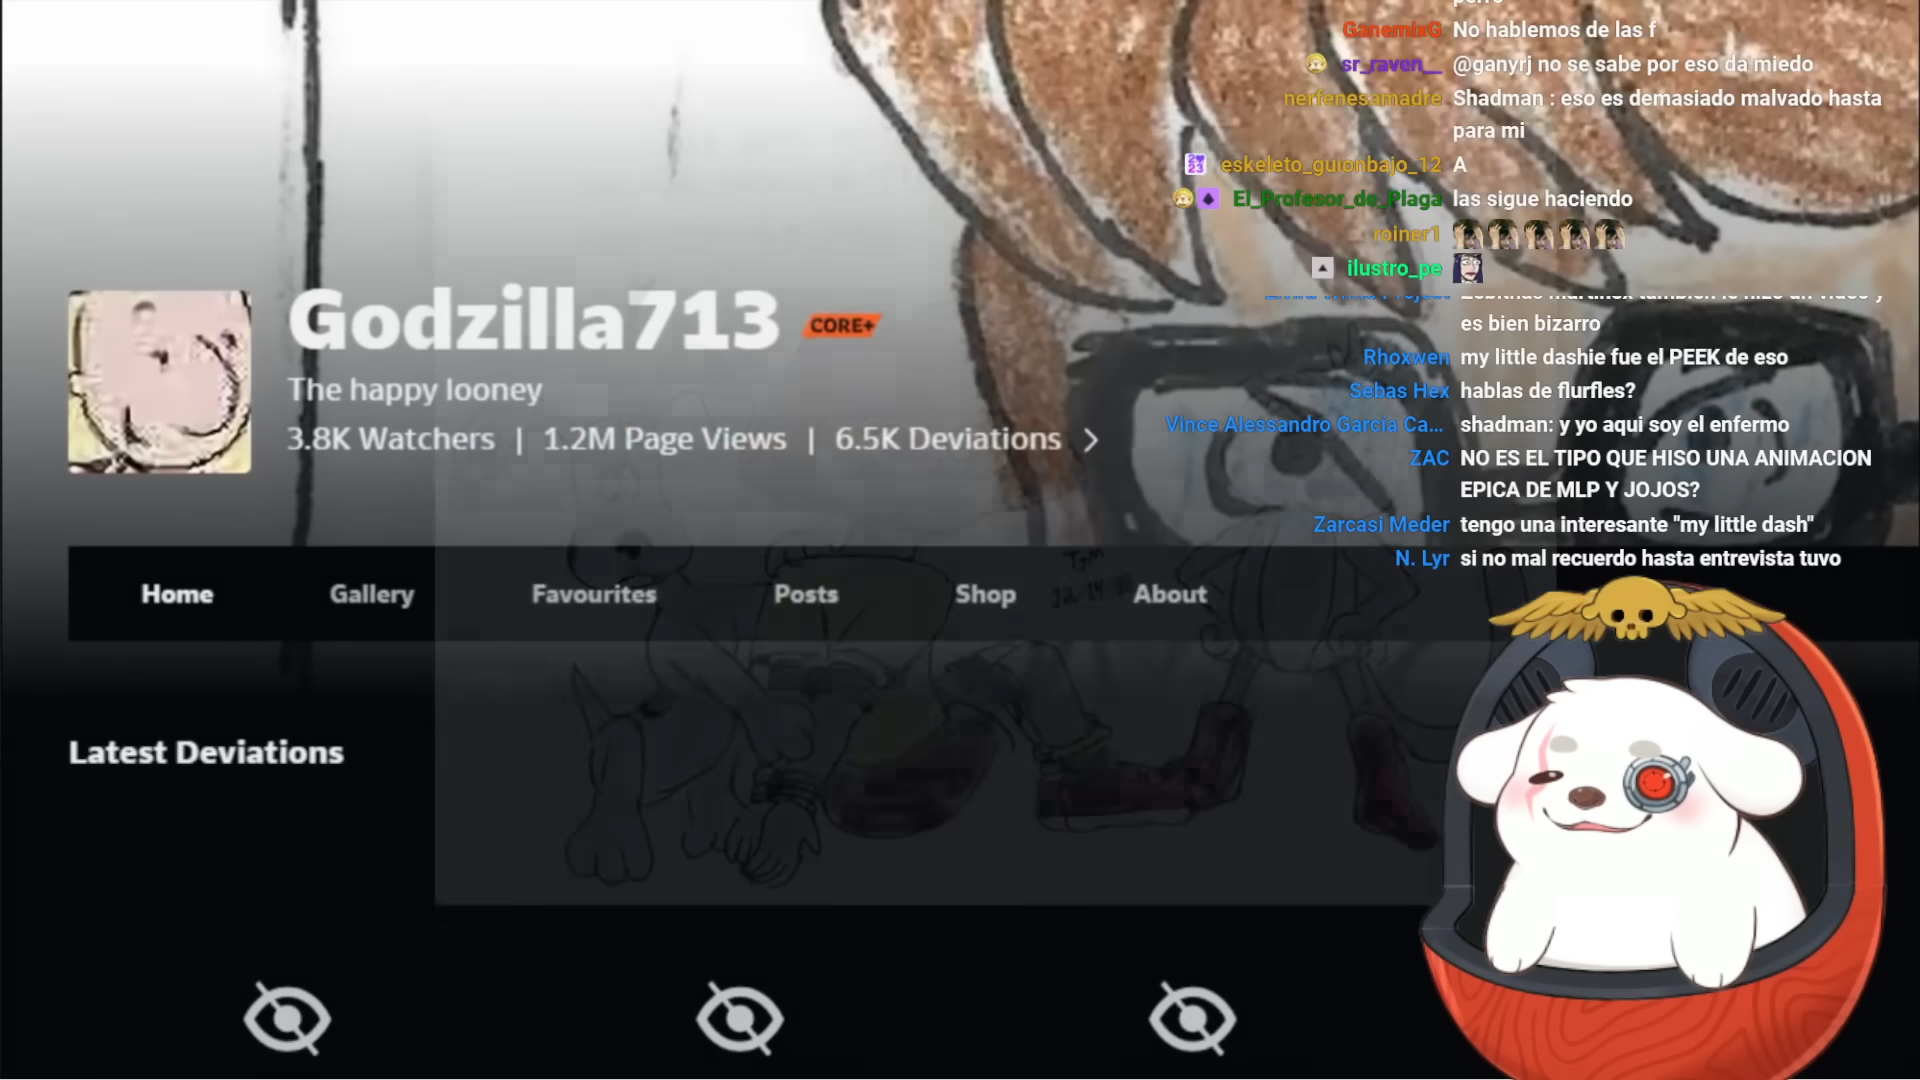 GanemixG No hablemos de las f
sr_raven__ @ganyrj no se sabe por eso da miedo
nerfenesamadre Shadman : eso es demasiado malvado hasta
para mi
eskeleto_guionbajo_12 A
El_Profesor_de_Plaga las sigue haciendo
roiner1
ilustro_pe
es bien bizarro
Rhoxwen my little dashie fue el PEEK de eso
Sebas Hex hablas de flurfles?
Vince Alessandro Garcia Ca... shadman: y yo aqui soy el enfermo
ZAC NO ES EL TIPO QUE HISO UNA ANIMACION
EPICA DE MLP Y JOJOS?
Zarcasi Meder tengo una interesante "my little dash"
N. Lyr si no mal recuerdo hasta entrevista tuvo
Godzilla713 CORE+
The happy looney
3.8K Watchers | 1.2M Page Views | 6.5K Deviations
Home Gallery Favourites Posts Shop About
Latest Deviations